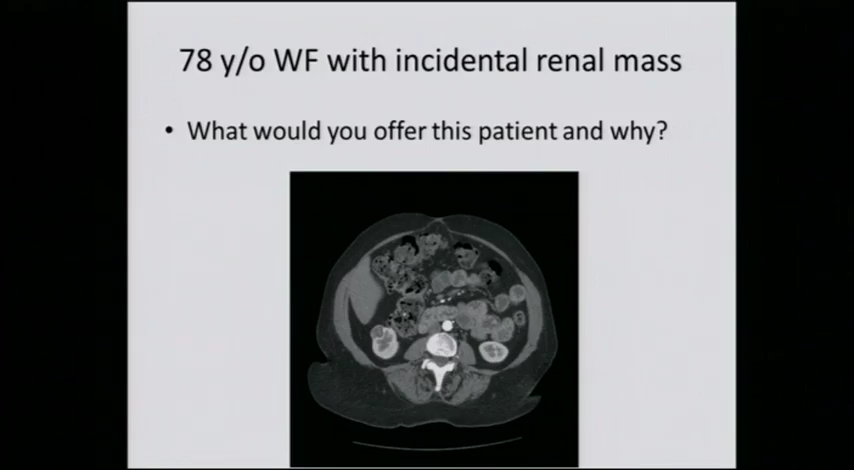 78 y/o WF with incidental renal mass
• What would you offer this patient and why?